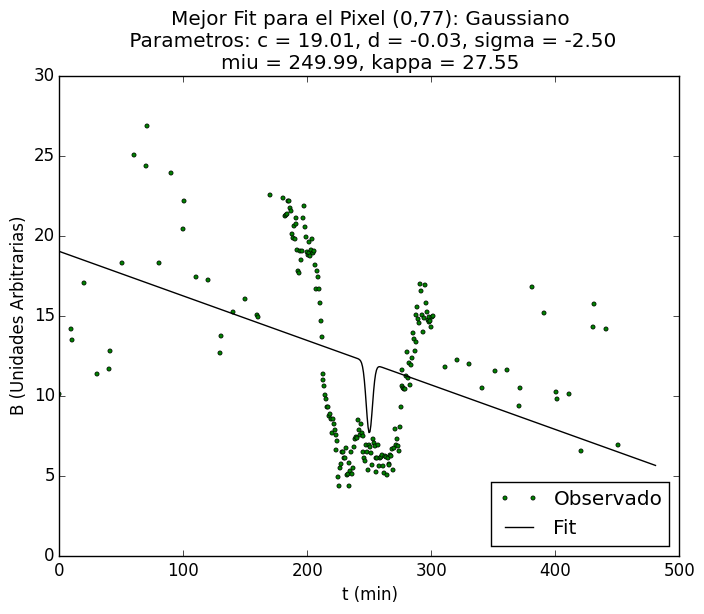 Mejor Fit para el Pixel (0,77): Gaussiano
Parametros: c = 19.01, d = -0.03, sigma = -2.50
miu = 249.99, kappa = 27.55
30
25
20
15
10
5
0
B (Unidades Arbitrarias)
Observado
Fit
0 100 200 300 400 500
t (min)